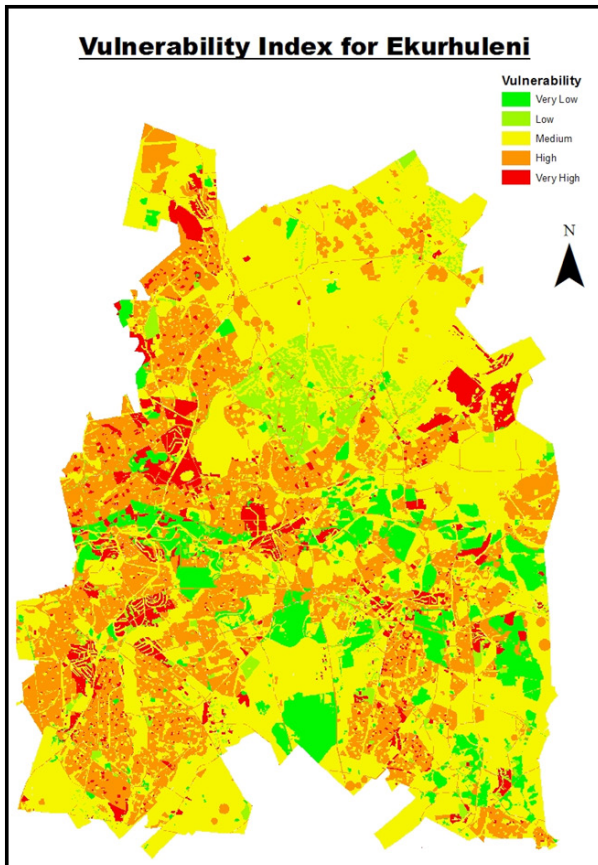 Vulnerability Index for Ekurhuleni
Vulnerability
Very Low
Low
Medium
High
Very High
N